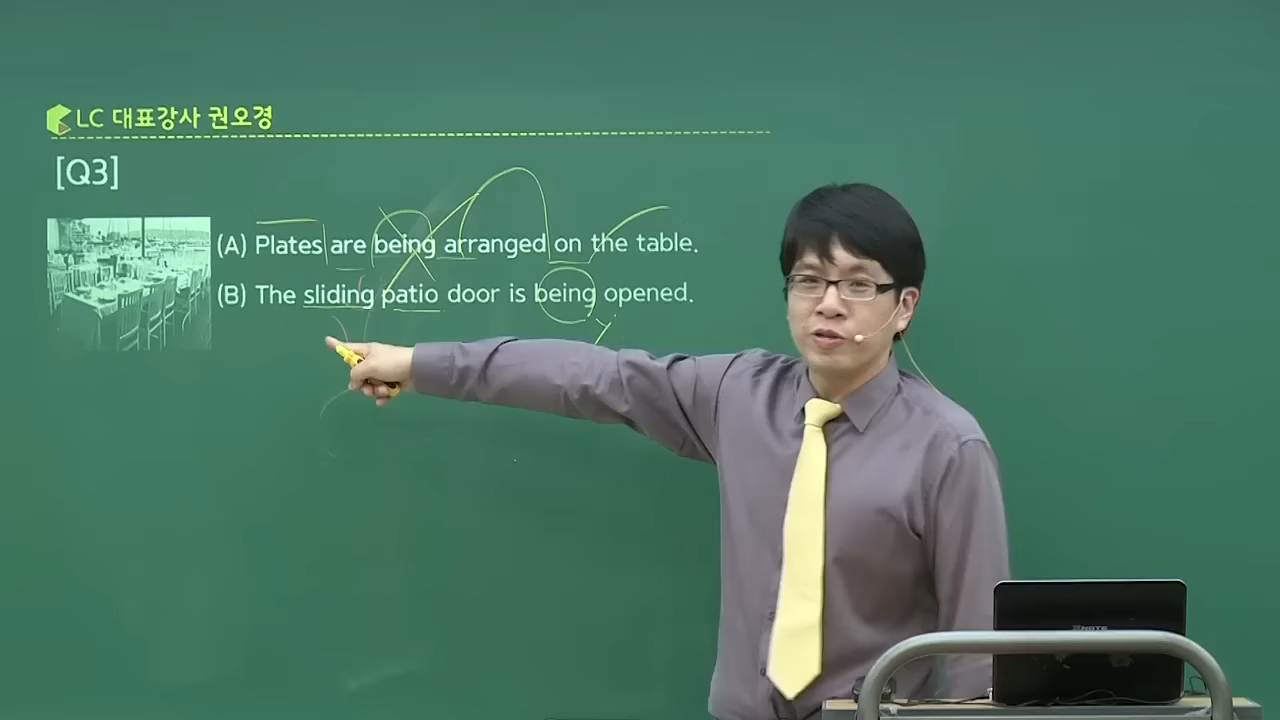 LC 대표강사 권오경
[Q3]
(A) Plates are being arranged on the table.
(B) The sliding patio door is being opened.